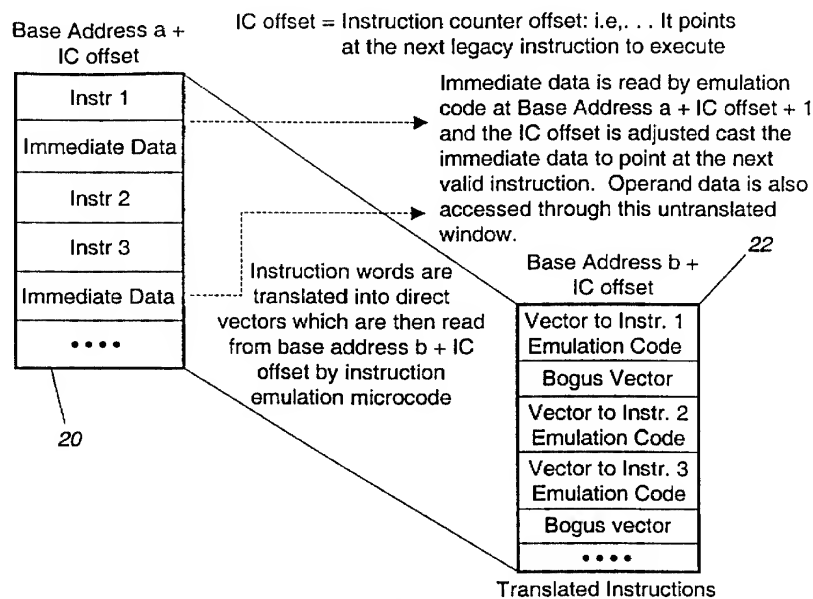 IC offset = Instruction counter offset: i.e,. . . It points
at the next legacy instruction to execute
Base Address a +
IC offset
Instr 1
Immediate Data
Instr 2
Instr 3
Immediate Data
• • • •
20
Immediate data is read by emulation
code at Base Address a + IC offset + 1
and the IC offset is adjusted cast the
immediate data to point at the next
valid instruction. Operand data is also
accessed through this untranslated
window.
Instruction words are
translated into direct
vectors which are then read
from base address b + IC
offset by instruction
emulation microcode
22
Base Address b +
IC offset
Vector to Instr. 1
Emulation Code
Bogus Vector
Vector to Instr. 2
Emulation Code
Vector to Instr. 3
Emulation Code
Bogus vector
• • • •
Translated Instructions